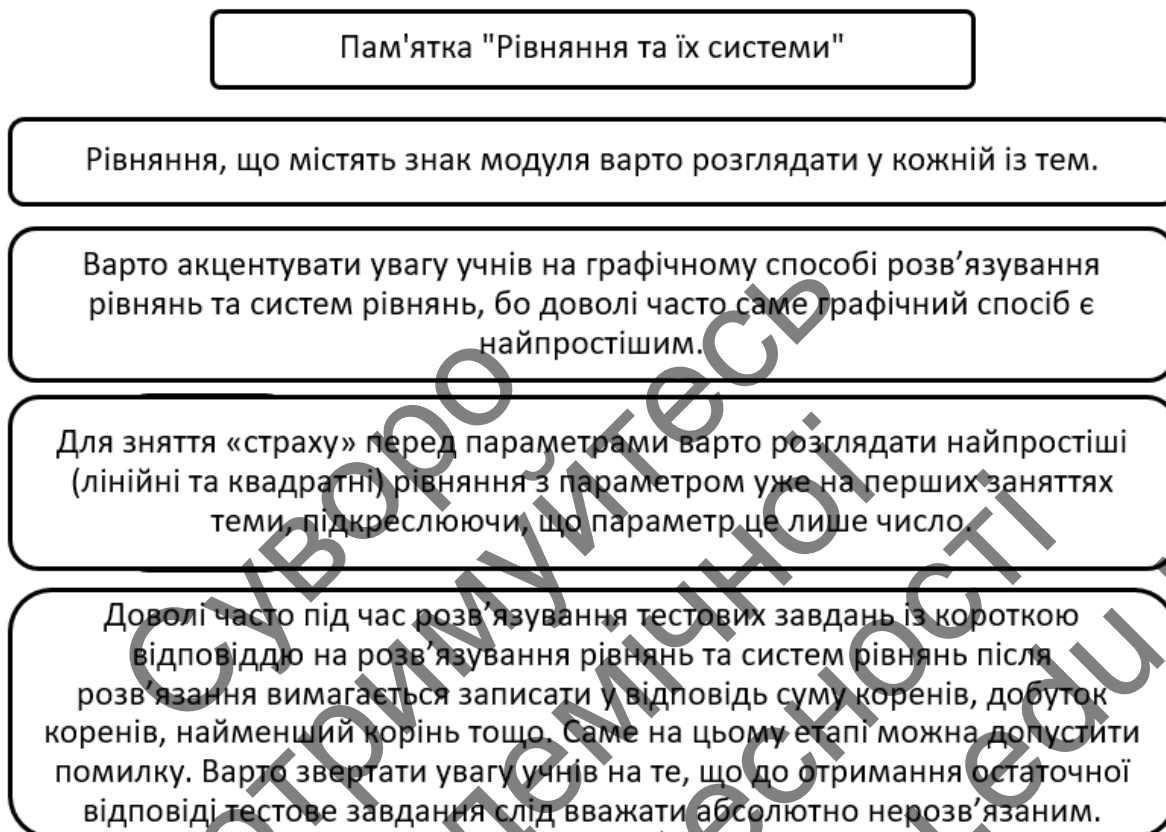 Пам'ятка "Рівняння та їх системи"
Рівняння, що містять знак модуля варто розглядати у кожній із тем.
Варто акцентувати увагу учнів на графічному способі розв’язування
рівнянь та систем рівнянь, бо доволі часто саме графічний спосіб є
найпростішим.
Для зняття «страху» перед параметрами варто розглядати найпростіші
(лінійні та квадратні) рівняння з параметром уже на перших заняттях
теми, підкреслюючи, що параметр це лише число.
Доволі часто під час розв’язування тестових завдань із короткою
відповіддю на розв’язування рівнянь та систем рівнянь після
розв’язання вимагається записати у відповідь суму коренів, добуток
коренів, найменший корінь тощо. Саме на цьому етапі можна допустити
помилку. Варто звертати увагу учнів на те, що до отримання остаточної
відповіді тестове завдання слід вважати абсолютно нерозв’язаним.
Суворо
тримуйтесь
демічної
есності
edu